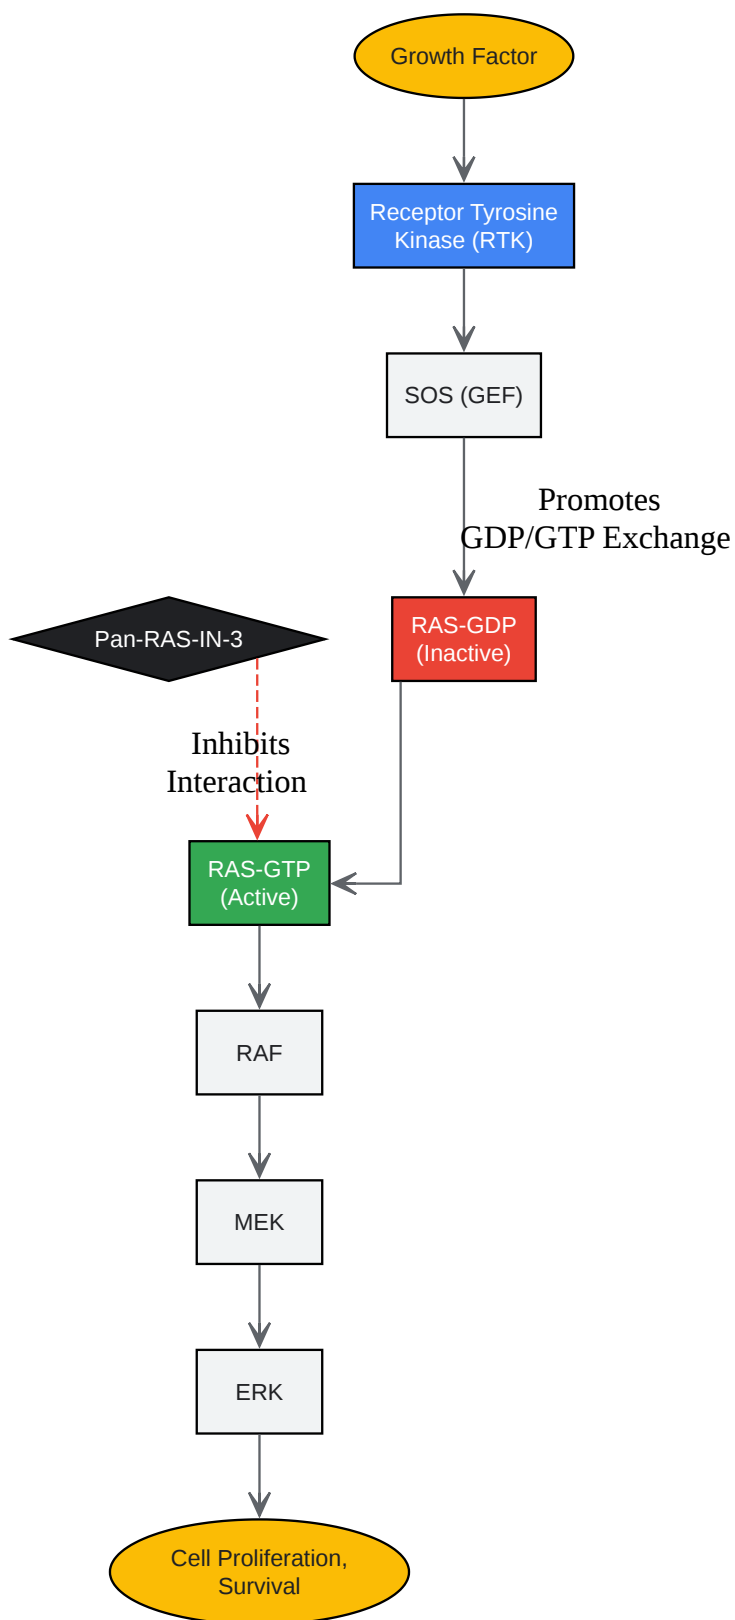 Growth Factor
Receptor Tyrosine
Kinase (RTK)
SOS (GEF)
Promotes
GDP/GTP Exchange
Pan-RAS-IN-3
RAS-GDP
(Inactive)
Inhibits
Interaction
RAS-GTP
(Active)
RAF
MEK
ERK
Cell Proliferation,
Survival